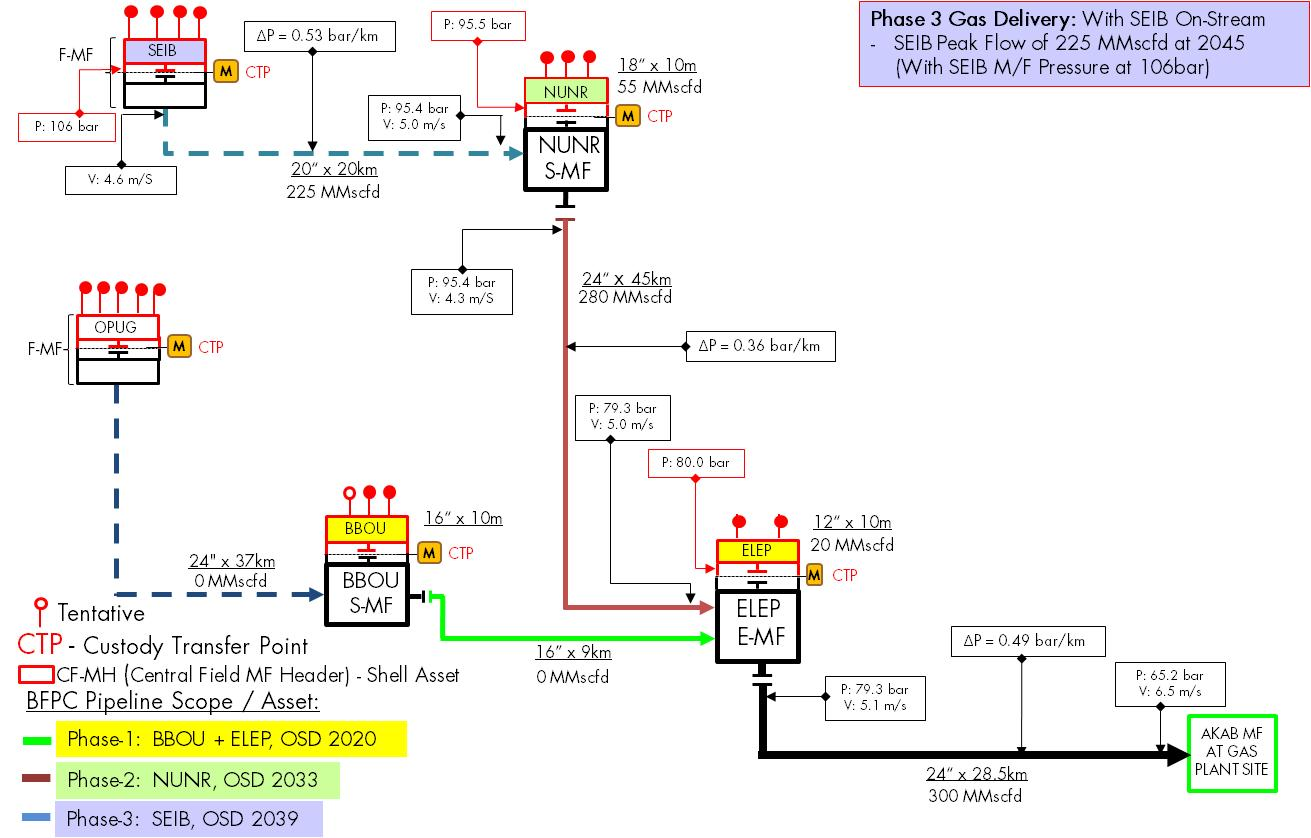 Phase 3 Gas Delivery: With SEIB On-Stream
- SEIB Peak Flow of 225 MMscfd at 2045
(With SEIB M/F Pressure at 106bar)
F-MF
SEIB
M
CTP
P: 106 bar
V: 4.6 m/S
ΔP = 0.53 bar/km
20" x 20km
225 MMscfd
P: 95.4 bar
V: 5.0 m/s
P: 95.5 bar
NUNR
18" x 10m
55 MMscfd
M
CTP
NUNR
S-MF
P: 95.4 bar
V: 4.3 m/S
24" x 45km
280 MMscfd
ΔP = 0.36 bar/km
OPUG
F-MF
M
CTP
24" x 37km
0 MMscfd
BBOU
16" x 10m
M
CTP
BBOU
S-MF
16" x 9km
0 MMscfd
P: 79.3 bar
V: 5.0 m/s
P: 80.0 bar
ELEP
12" x 10m
20 MMscfd
M
CTP
ELEP
E-MF
P: 79.3 bar
V: 5.1 m/s
ΔP = 0.49 bar/km
P: 65.2 bar
V: 6.5 m/s
24" x 28.5km
300 MMscfd
AKAB MF
AT GAS
PLANT SITE
Tentative
CTP - Custody Transfer Point
CF-MH (Central Field MF Header) - Shell Asset
BFPC Pipeline Scope / Asset:
Phase-1: BBOU + ELEP, OSD 2020
Phase-2: NUNR, OSD 2033
Phase-3: SEIB, OSD 2039